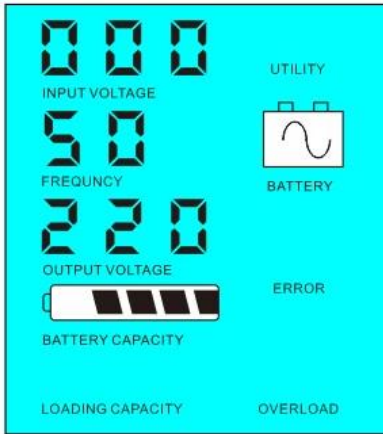 000
UTILITY
INPUT VOLTAGE
50
FREQUNCY
BATTERY
220
OUTPUT VOLTAGE
ERROR
BATTERY CAPACITY
LOADING CAPACITY
OVERLOAD